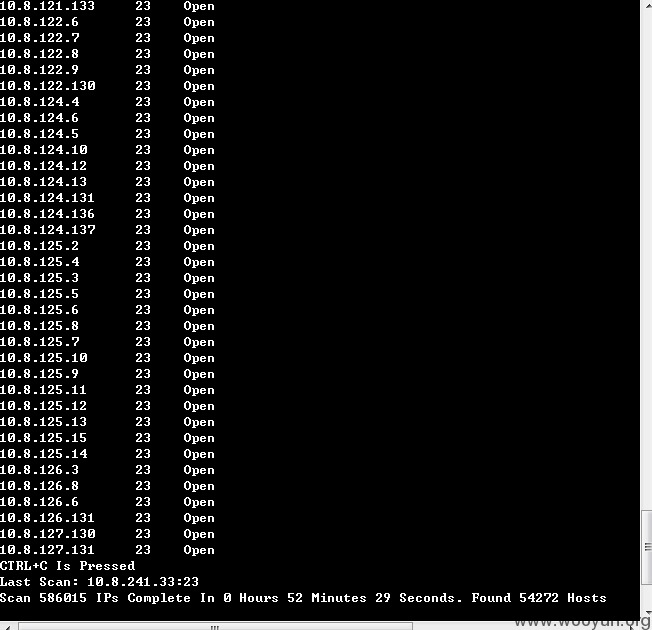 10.8.121.133 23 Open
10.8.122.6 23 Open
10.8.122.7 23 Open
10.8.122.8 23 Open
10.8.122.9 23 Open
10.8.122.130 23 Open
10.8.124.4 23 Open
10.8.124.6 23 Open
10.8.124.5 23 Open
10.8.124.10 23 Open
10.8.124.12 23 Open
10.8.124.13 23 Open
10.8.124.131 23 Open
10.8.124.136 23 Open
10.8.124.137 23 Open
10.8.125.2 23 Open
10.8.125.4 23 Open
10.8.125.3 23 Open
10.8.125.5 23 Open
10.8.125.6 23 Open
10.8.125.8 23 Open
10.8.125.7 23 Open
10.8.125.10 23 Open
10.8.125.9 23 Open
10.8.125.11 23 Open
10.8.125.12 23 Open
10.8.125.13 23 Open
10.8.125.15 23 Open
10.8.125.14 23 Open
10.8.126.3 23 Open
10.8.126.8 23 Open
10.8.126.6 23 Open
10.8.126.131 23 Open
10.8.127.130 23 Open
10.8.127.131 23 Open
CTRL+C Is Pressed
Last Scan: 10.8.241.33:23
Scan 586015 IPs Complete In 0 Hours 52 Minutes 29 Seconds. Found 54272 Hosts
www.wooyun.org